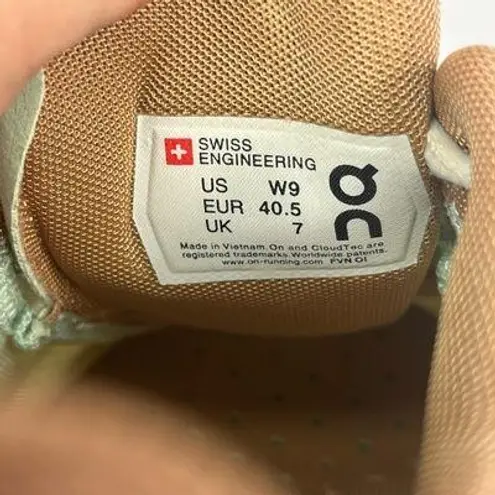 SWISS
ENGINEERING
US W9
EUR 40.5
UK 7
Made in Vietnam. On and CloudTec are
registered trademarks. Worldwide patents.
www.on-running.com FVN 01